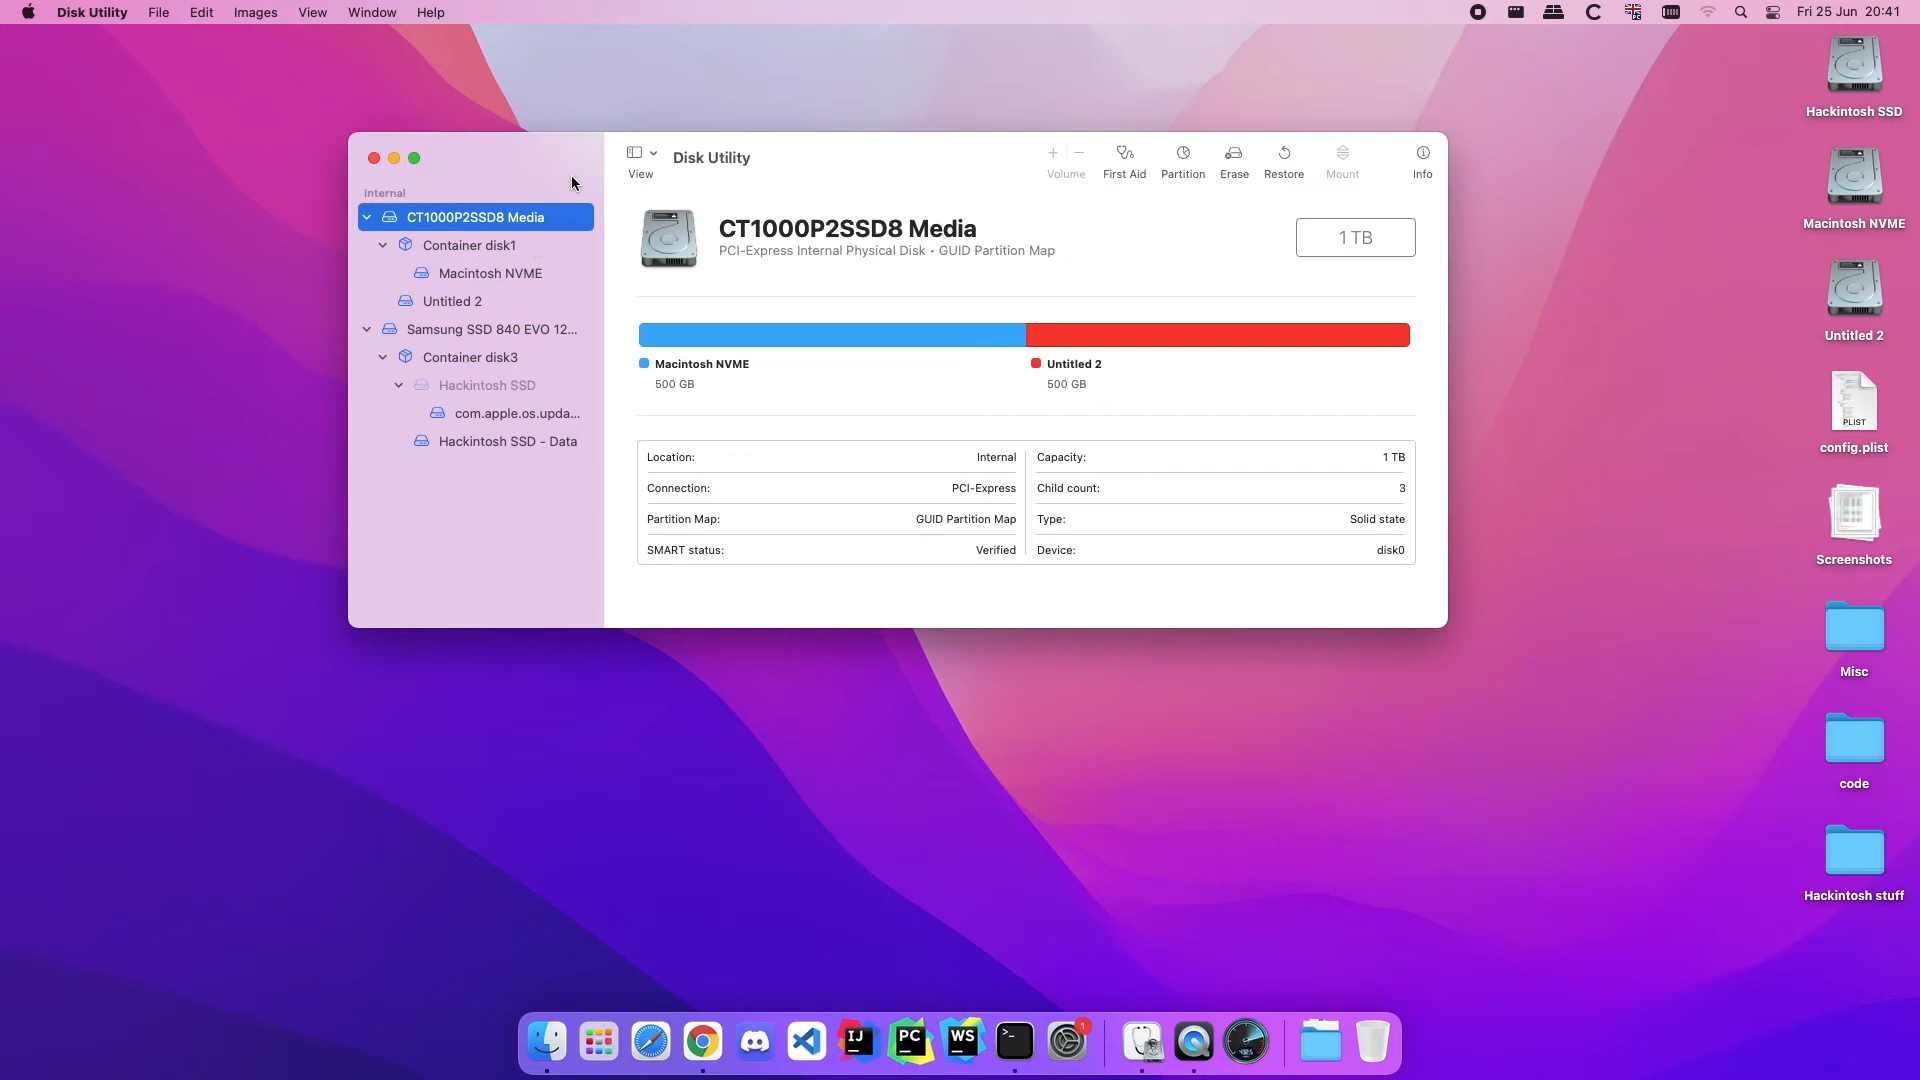 Disk Utility File Edit Images View Window Help
Fri 25 Jun 20:41
Hackintosh SSD
Macintosh NVME
Untitled 2
PLIST
config.plist
Screenshots
Misc
code
Hackintosh stuff
Internal
CT1000P2SSD8 Media
Container disk1
Macintosh NVME
Untitled 2
Samsung SSD 840 EVO 12...
Container disk3
Hackintosh SSD
com.apple.os.upda...
Hackintosh SSD - Data
View
Disk Utility
Volume
First Aid
Partition
Erase
Restore
Mount
Info
CT1000P2SSD8 Media
PCI-Express Internal Physical Disk • GUID Partition Map
1 TB
Macintosh NVME
500 GB
Untitled 2
500 GB
Location: Internal
Connection: PCI-Express
Partition Map: GUID Partition Map
SMART status: Verified
Capacity: 1 TB
Child count: 3
Type: Solid state
Device: disk0
IJ
PC
WS
1